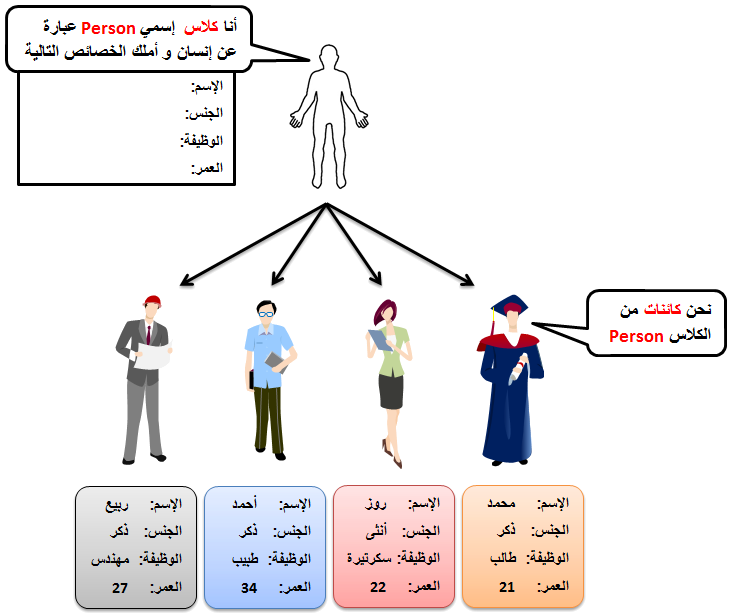 أنا كلاس إسمي Person عبارة
عن إنسان و أملك الخصائص التالية
الإسم:
الجنس:
الوظيفة:
العمر:
نحن كائنات من
الكلاس Person
الإسم: محمد
الجنس: ذكر
الوظيفة: طالب
العمر: 21
الإسم: روز
الجنس: أنثى
الوظيفة: سكرتيرة
العمر: 22
الإسم: أحمد
الجنس: ذكر
الوظيفة: طبيب
العمر: 34
الإسم: ربيع
الجنس: ذكر
الوظيفة: مهندس
العمر: 27